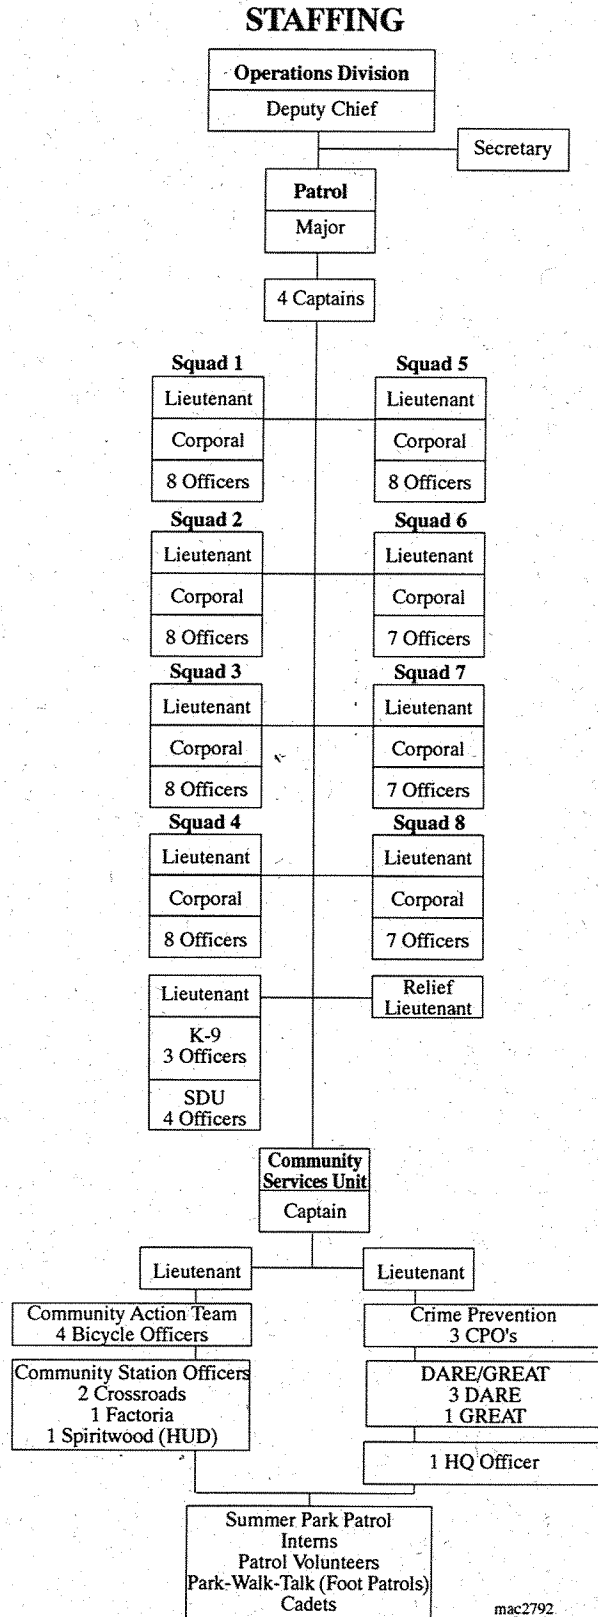 STAFFING
Operations Division
Deputy Chief
Secretary
Patrol
Major
4 Captains
Squad 1
Lieutenant
Corporal
8 Officers
Squad 5
Lieutenant
Corporal
8 Officers
Squad 2
Lieutenant
Corporal
8 Officers
Squad 6
Lieutenant
Corporal
7 Officers
Squad 3
Lieutenant
Corporal
8 Officers
Squad 7
Lieutenant
Corporal
7 Officers
Squad 4
Lieutenant
Corporal
8 Officers
Squad 8
Lieutenant
Corporal
7 Officers
Lieutenant
K-9
3 Officers
SDU
4 Officers
Relief
Lieutenant
Community
Services Unit
Captain
Lieutenant
Community Action Team
4 Bicycle Officers
Community Station Officers
2 Crossroads
1 Factoria
1 Spiritwood (HUD)
Lieutenant
Crime Prevention
3 CPO's
DARE/GREAT
3 DARE
1 GREAT
1 HQ Officer
Summer Park Patrol
Interns
Patrol Volunteers
Park-Walk-Talk (Foot Patrols)
Cadets
mac2792